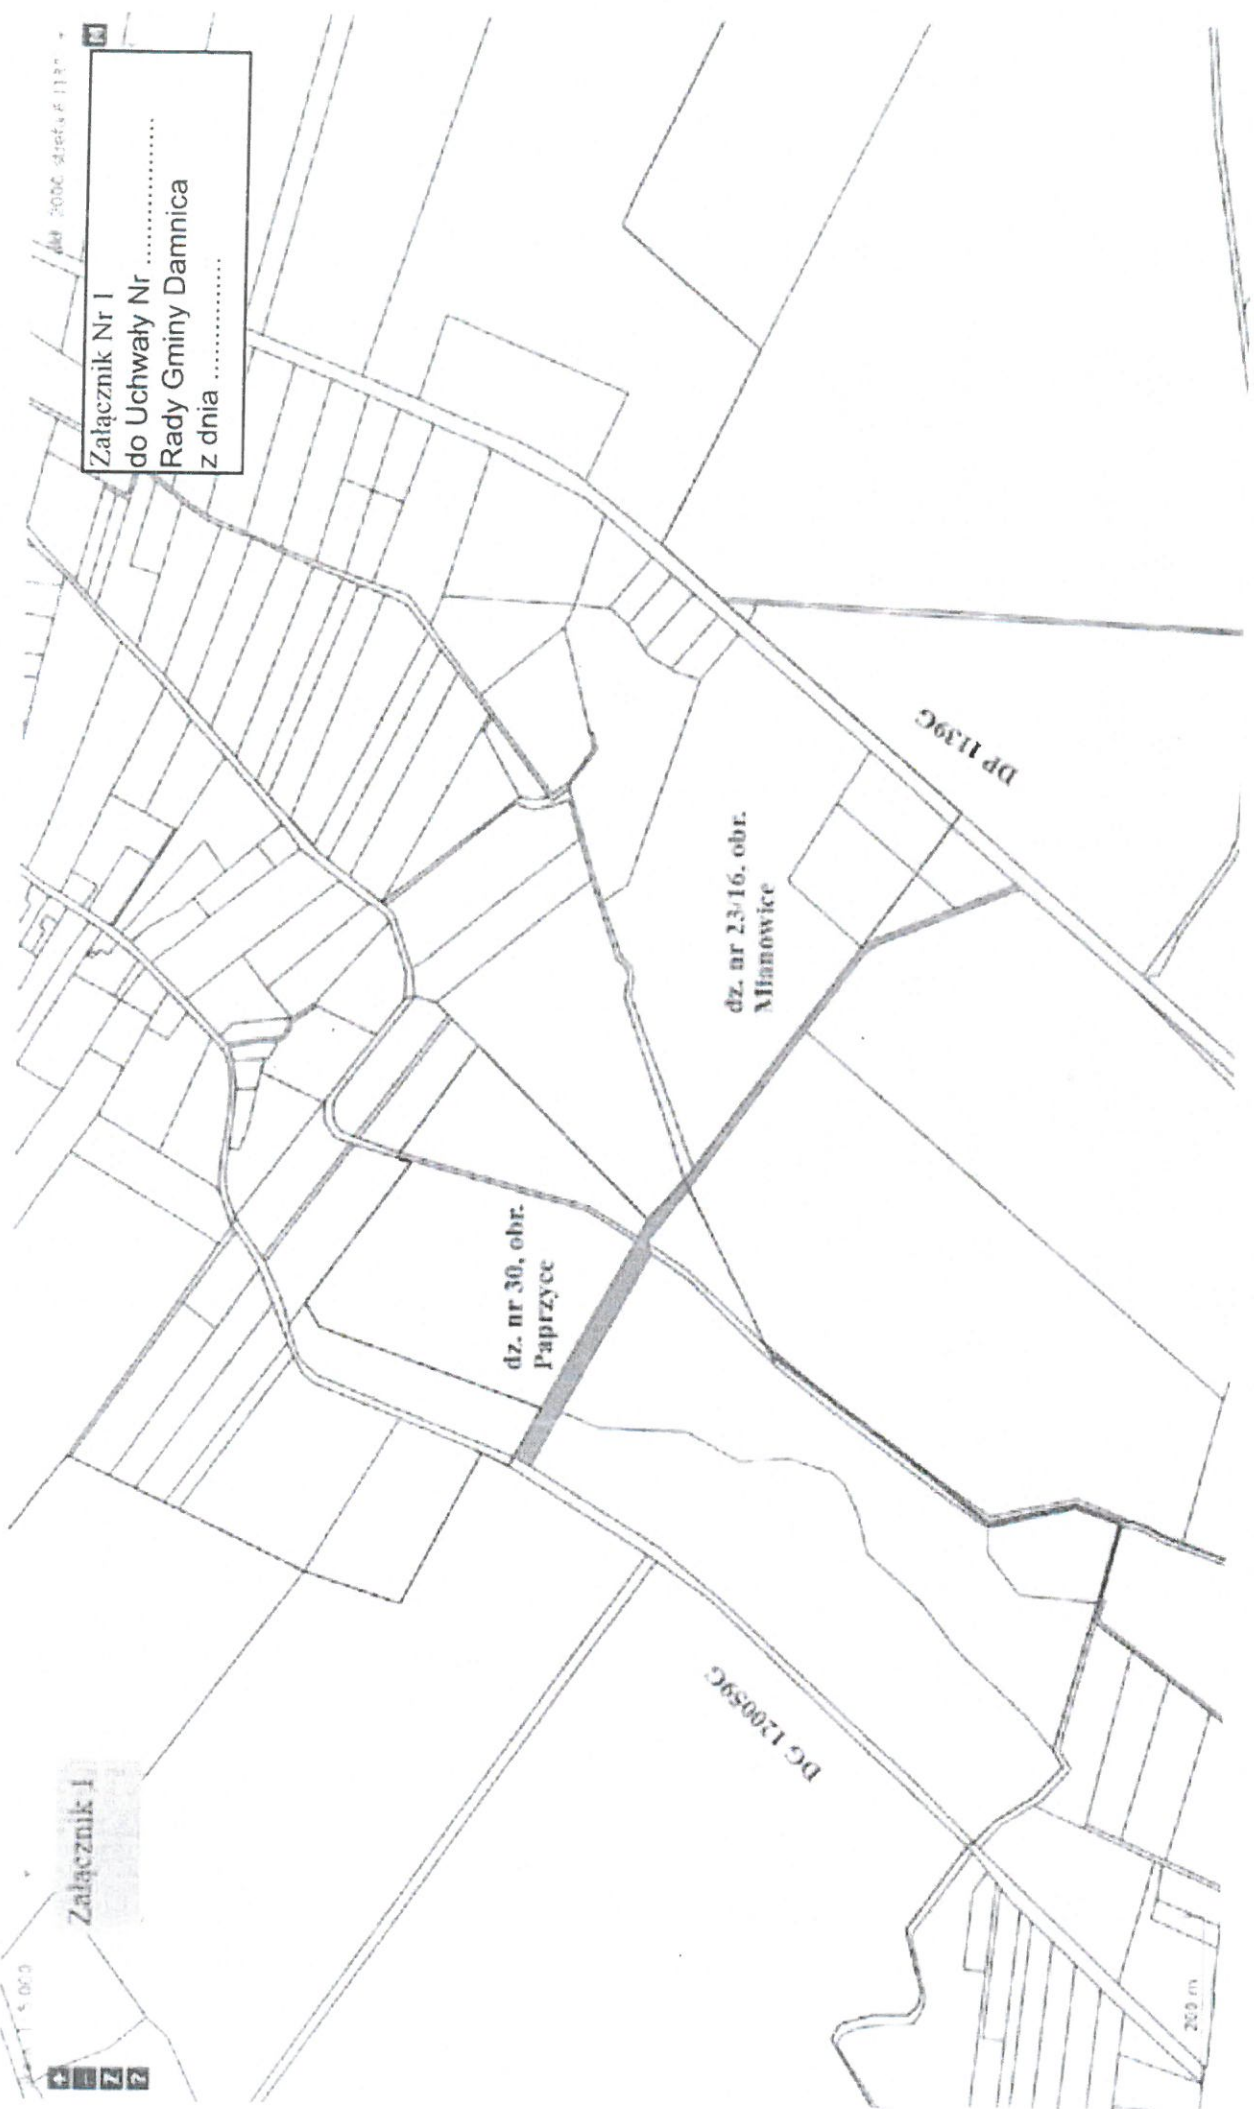 Załącznik Nr 1
do Uchwały Nr ......................
Rady Gminy Damnica
z dnia ................
Załącznik 1
dz. nr 30, obr.
Paprzyce
dz. nr 23/16, obr.
Mianowice
DP 1139G
DG 120059G
200 m